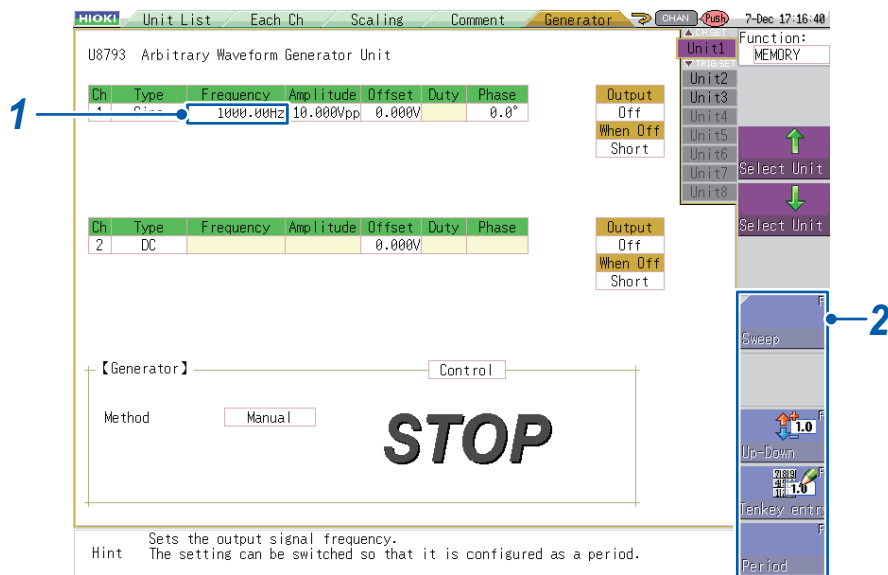 HIOKI Unit List Each Ch Scaling Comment Generator CHAN Push 7-Dec 17:16:40
U8793 Arbitrary Waveform Generator Unit
▲ CH.SET
Unit1
▼ TRIG.SET
Unit2
Unit3
Unit4
Unit5
Unit6
Unit7
Unit8
Function:
MEMORY
Select Unit
Select Unit
1
Ch Type Frequency Amplitude Offset Duty Phase
1 Sine 1000.00Hz 10.000Vpp 0.000V 0.0°
Output
Off
When Off
Short
Ch Type Frequency Amplitude Offset Duty Phase
2 DC 0.000V
Output
Off
When Off
Short
2
F
Sweep
F
1.0
Up-Down
F
1.0
Tenkey entry
F
Period
【Generator】 Control
Method Manual
STOP
Hint Sets the output signal frequency.
The setting can be switched so that it is configured as a period.